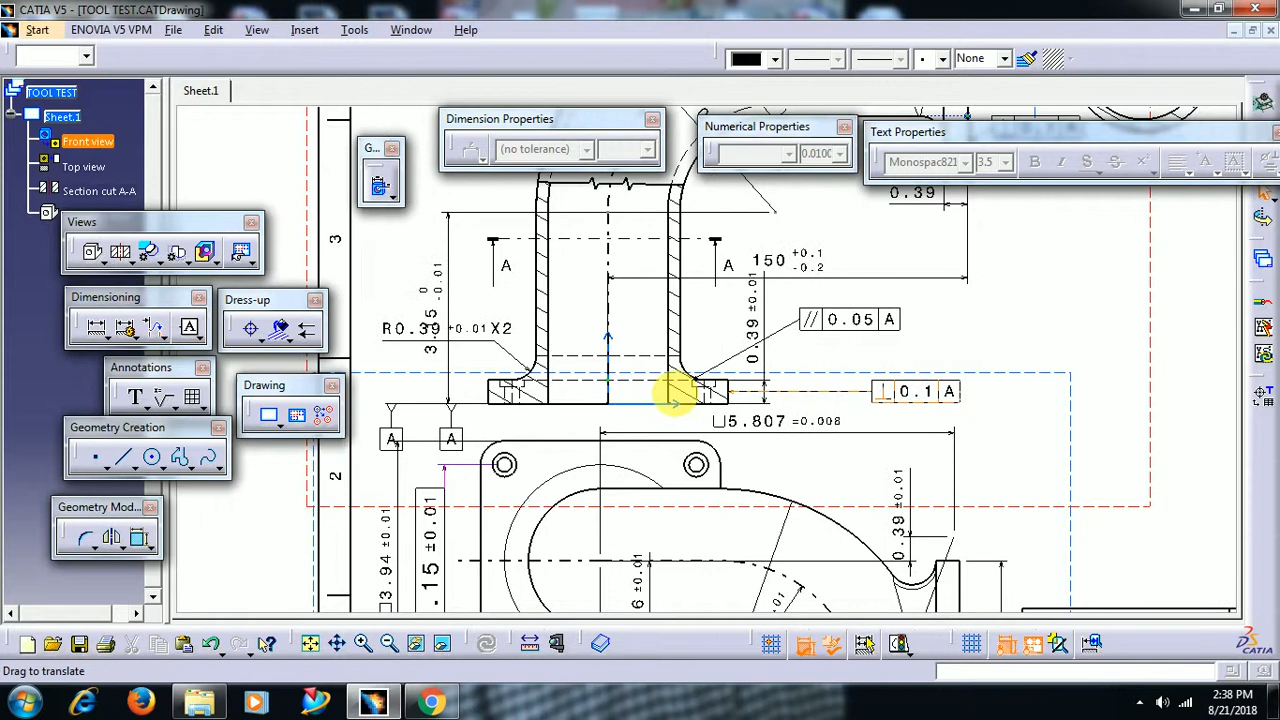 CATIA V5 - [TOOL TEST.CATDrawing]
Start ENOVIA V5 VPM File Edit View Insert Tools Window Help
None
TOOL TEST
Sheet.1
Front view
Top view
Section cut A-A
Sheet.1
Dimension Properties
(no tolerance)
Numerical Properties
0.0100
Text Properties
Monospac821 3.5 B I S S
G...
Views
Dimensioning
Dress-up
Annotations
Drawing
Geometry Creation
Geometry Mod...
3
2
1
A
A
0.39
150 +0.1 -0.2
0.39 ±0.01
// 0.05 A
R0.39 +0.01 X2
0
-0.01
0.1 A
5.807 =0.008
A A
3.94 ±0.01
.15±0.01
0.39 ±0.01
Drag to translate
CATIA
2:38 PM
8/21/2018